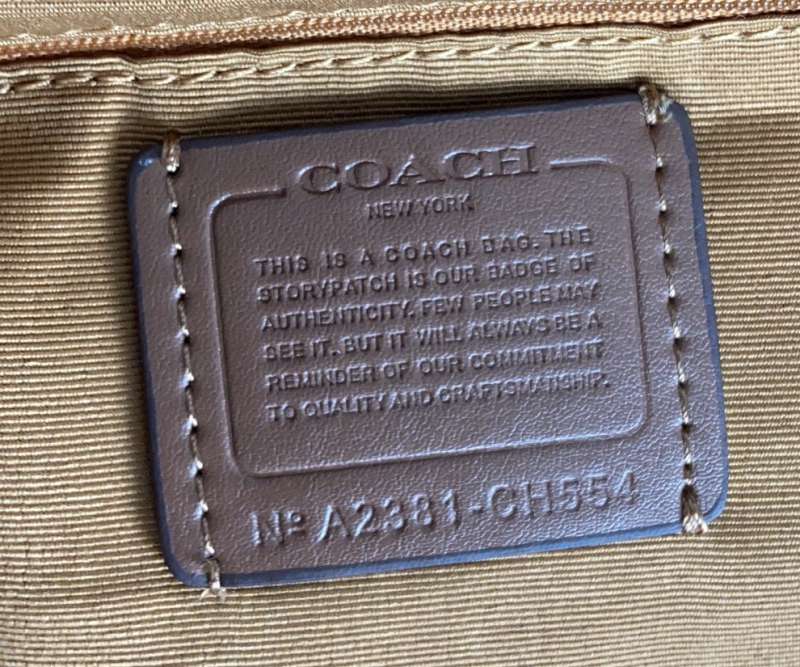 COACH
NEW YORK
THIS IS A COACH BAG. THE
STORYPATCH IS OUR BADGE OF
AUTHENTICITY. FEW PEOPLE MAY
SEE IT. BUT IT WILL ALWAYS BE A
REMINDER OF OUR COMMITMENT
TO QUALITY AND CRAFTSMANSHIP.
Nº A2381-CH554